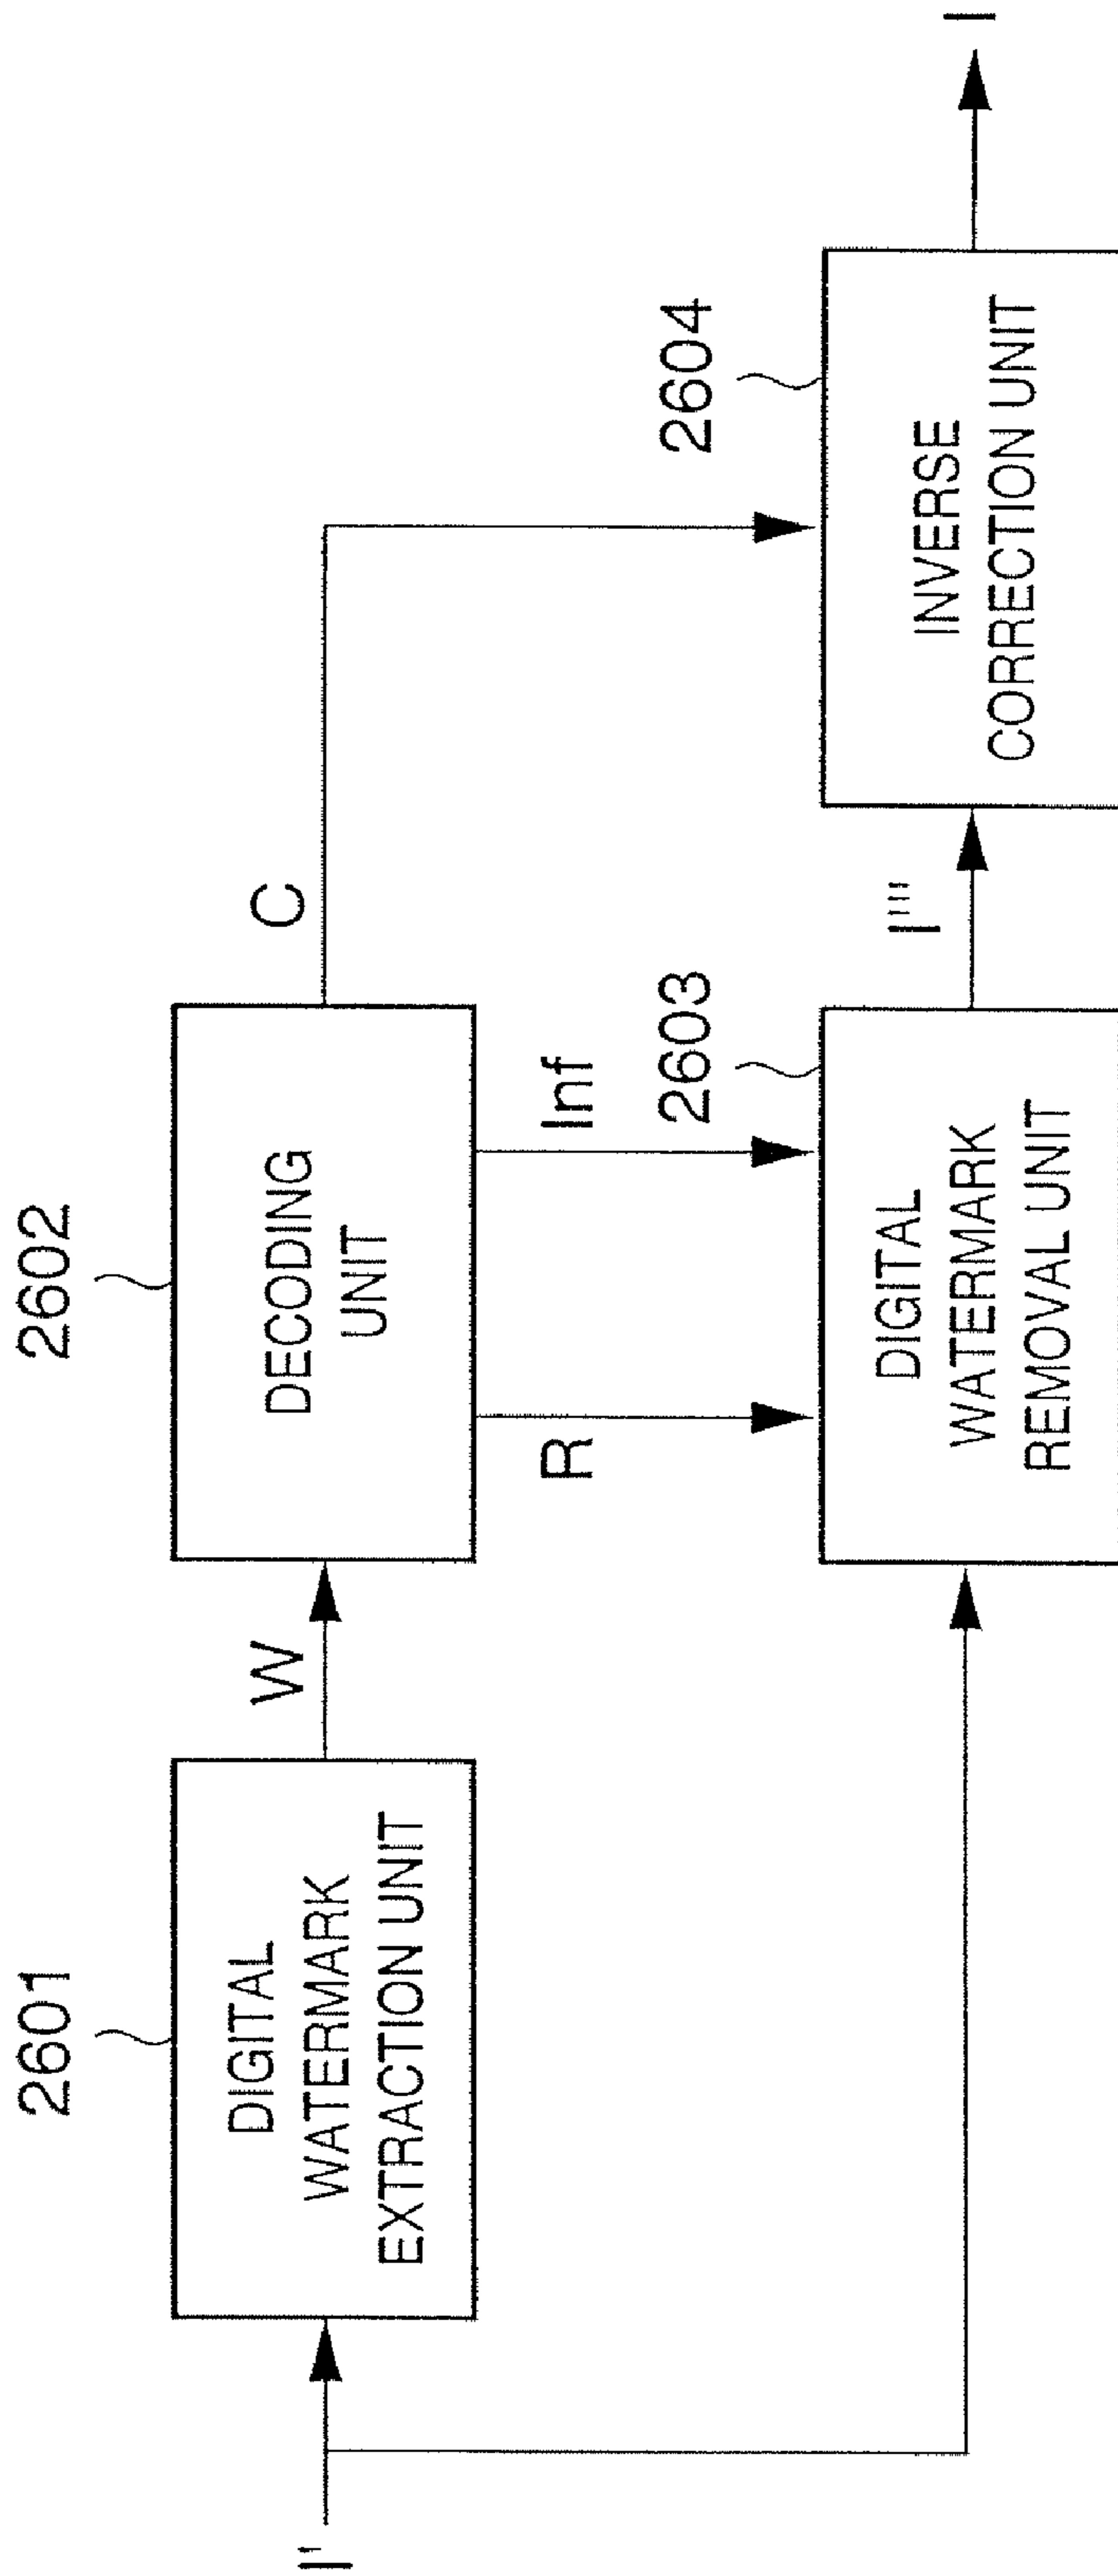 2601
2602
I'
DIGITAL
WATERMARK
EXTRACTION UNIT
W
DECODING
UNIT
C
R
Inf
2603
2604
DIGITAL
WATERMARK
REMOVAL UNIT
I'''
INVERSE
CORRECTION UNIT
I